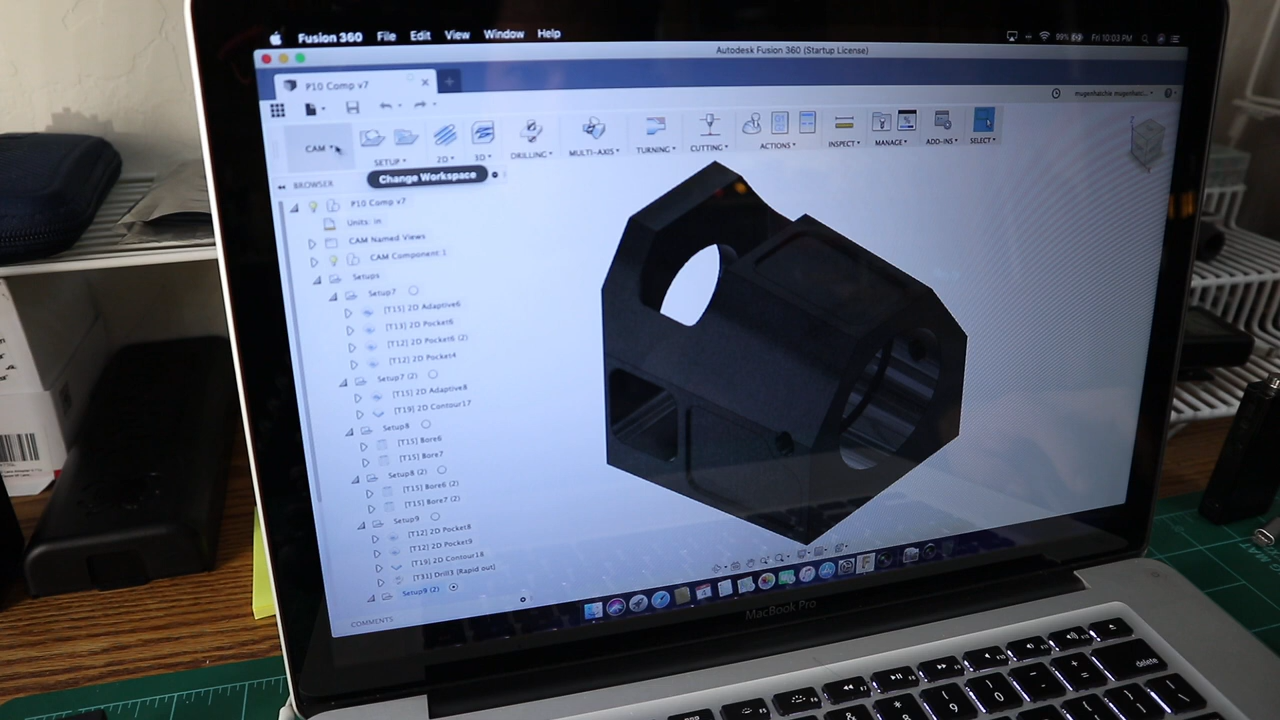 Fusion 360 File Edit View Window Help
99% Fri 10:03 PM
Autodesk Fusion 360 (Startup License)
P10 Comp v7
CAM
SETUP
2D
3D
DRILLING
MULTI-AXIS
TURNING
CUTTING
ACTIONS
INSPECT
MANAGE
ADD-INS
SELECT
Change Workspace
BROWSER
P10 Comp v7
Units: in
CAM Named Views
CAM Component:1
Setups
Setup7
[T15] 2D Adaptive6
[T13] 2D Pocket6
[T12] 2D Pocket6 (2)
[T12] 2D Pocket4
Setup7 (2)
[T15] 2D Adaptive8
[T19] 2D Contour17
Setup8
[T15] Bore6
[T15] Bore7
Setup8 (2)
[T15] Bore6 (2)
[T15] Bore7 (2)
Setup9
[T12] 2D Pocket8
[T12] 2D Pocket9
[T19] 2D Contour18
[T31] Drill3 (Rapid out)
Setup9 (2)
COMMENTS
MacBook Pro
delete